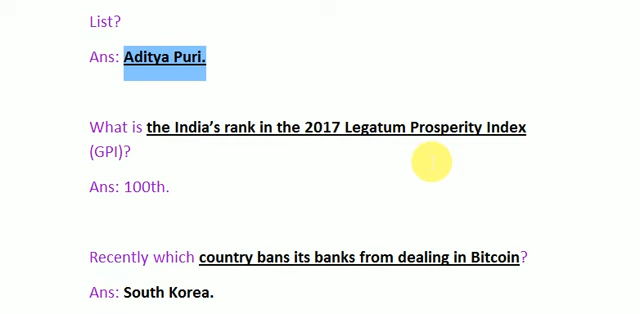 List?
Ans: Aditya Puri.
What is the India's rank in the 2017 Legatum Prosperity Index
(GPI)?
Ans: 100th.
Recently which country bans its banks from dealing in Bitcoin?
Ans: South Korea.